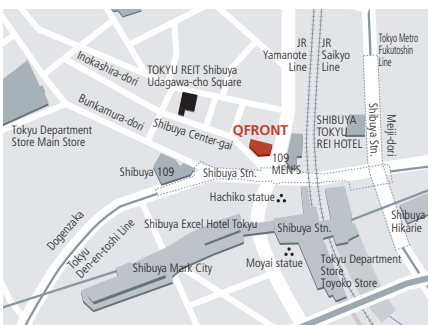 JR
Yamanote
Line
JR
Saikyo
Line
Tokyo Metro
Fukutoshin
Line
Inokashira-dori
TOKYU REIT Shibuya
Udagawa-cho Square
Bunkamura-dori
Shibuya Center-gai
QFRONT
SHIBUYA
TOKYU
REI HOTEL
Shibuya Stn.
Meiji-dori
Tokyu Department
Store Main Store
109
MEN'S
Shibuya 109
Shibuya Stn.
Hachiko statue
Dogenzaka
Shibuya Excel Hotel Tokyu
Shibuya Stn.
Shibuya
Hikarie
Tokyu
Den-en-toshi Line
Shibuya Mark City
Moyai statue
Tokyu Department
Store
Toyoko Store